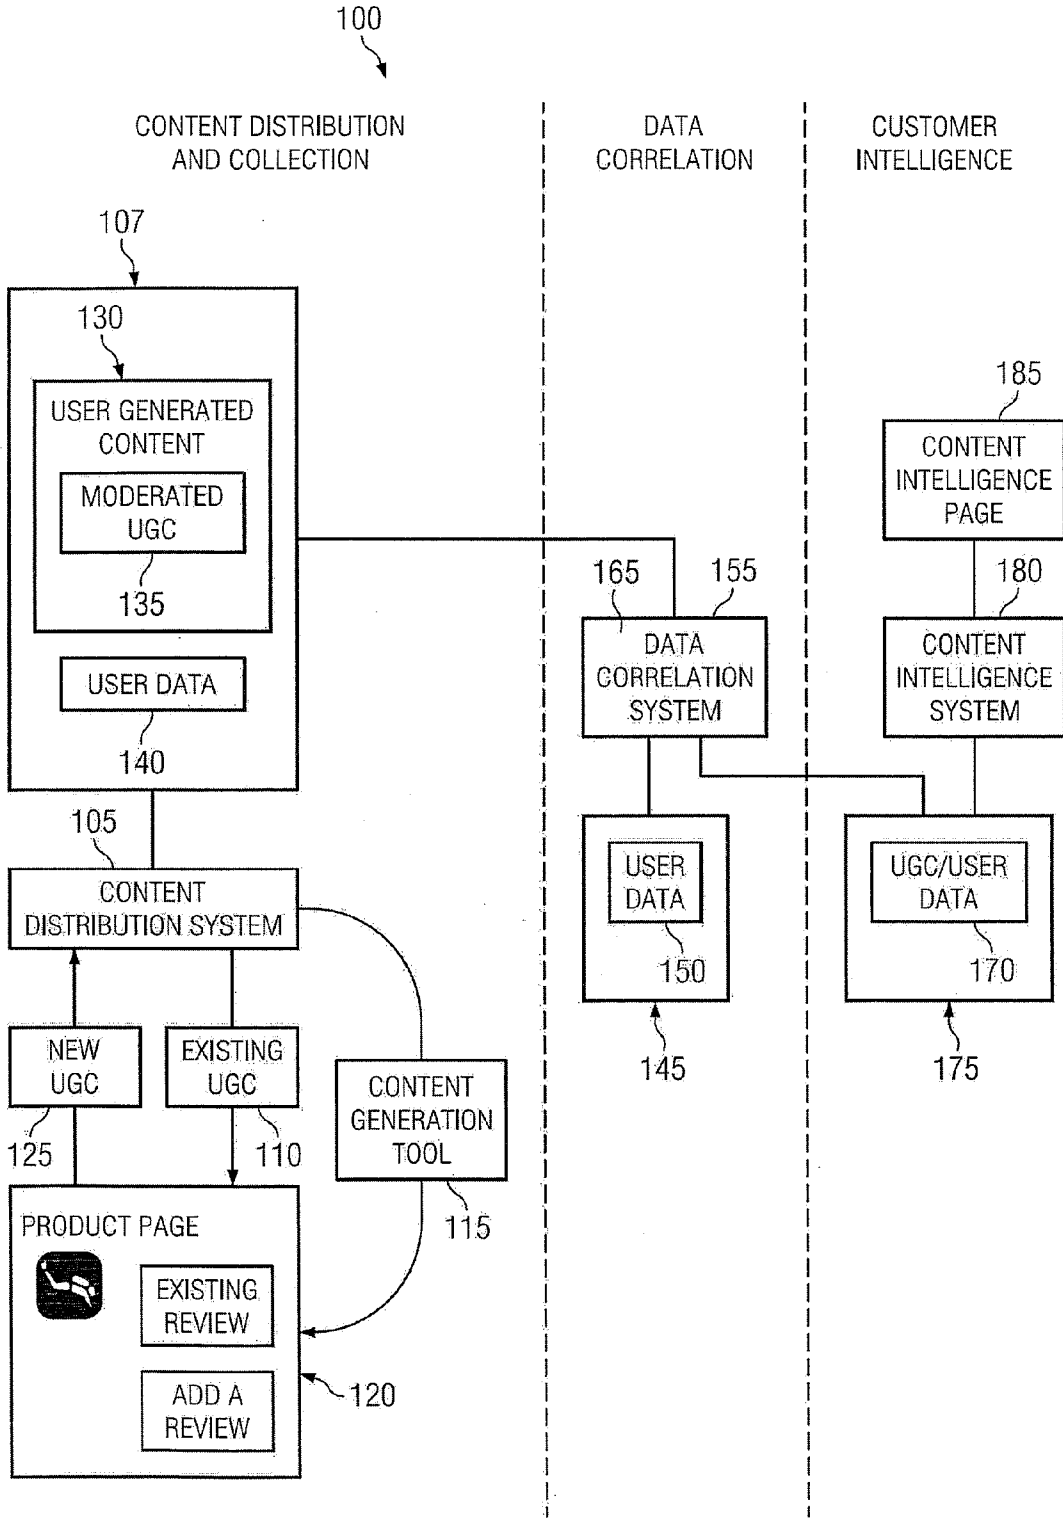 100
CONTENT DISTRIBUTION
AND COLLECTION
DATA
CORRELATION
CUSTOMER
INTELLIGENCE
107
130
USER GENERATED
CONTENT
MODERATED
UGC
135
USER DATA
140
105
CONTENT
DISTRIBUTION SYSTEM
NEW
UGC
125
EXISTING
UGC
110
CONTENT
GENERATION
TOOL
115
PRODUCT PAGE
EXISTING
REVIEW
ADD A
REVIEW
120
165
155
DATA
CORRELATION
SYSTEM
USER
DATA
150
145
185
CONTENT
INTELLIGENCE
PAGE
180
CONTENT
INTELLIGENCE
SYSTEM
UGC/USER
DATA
170
175